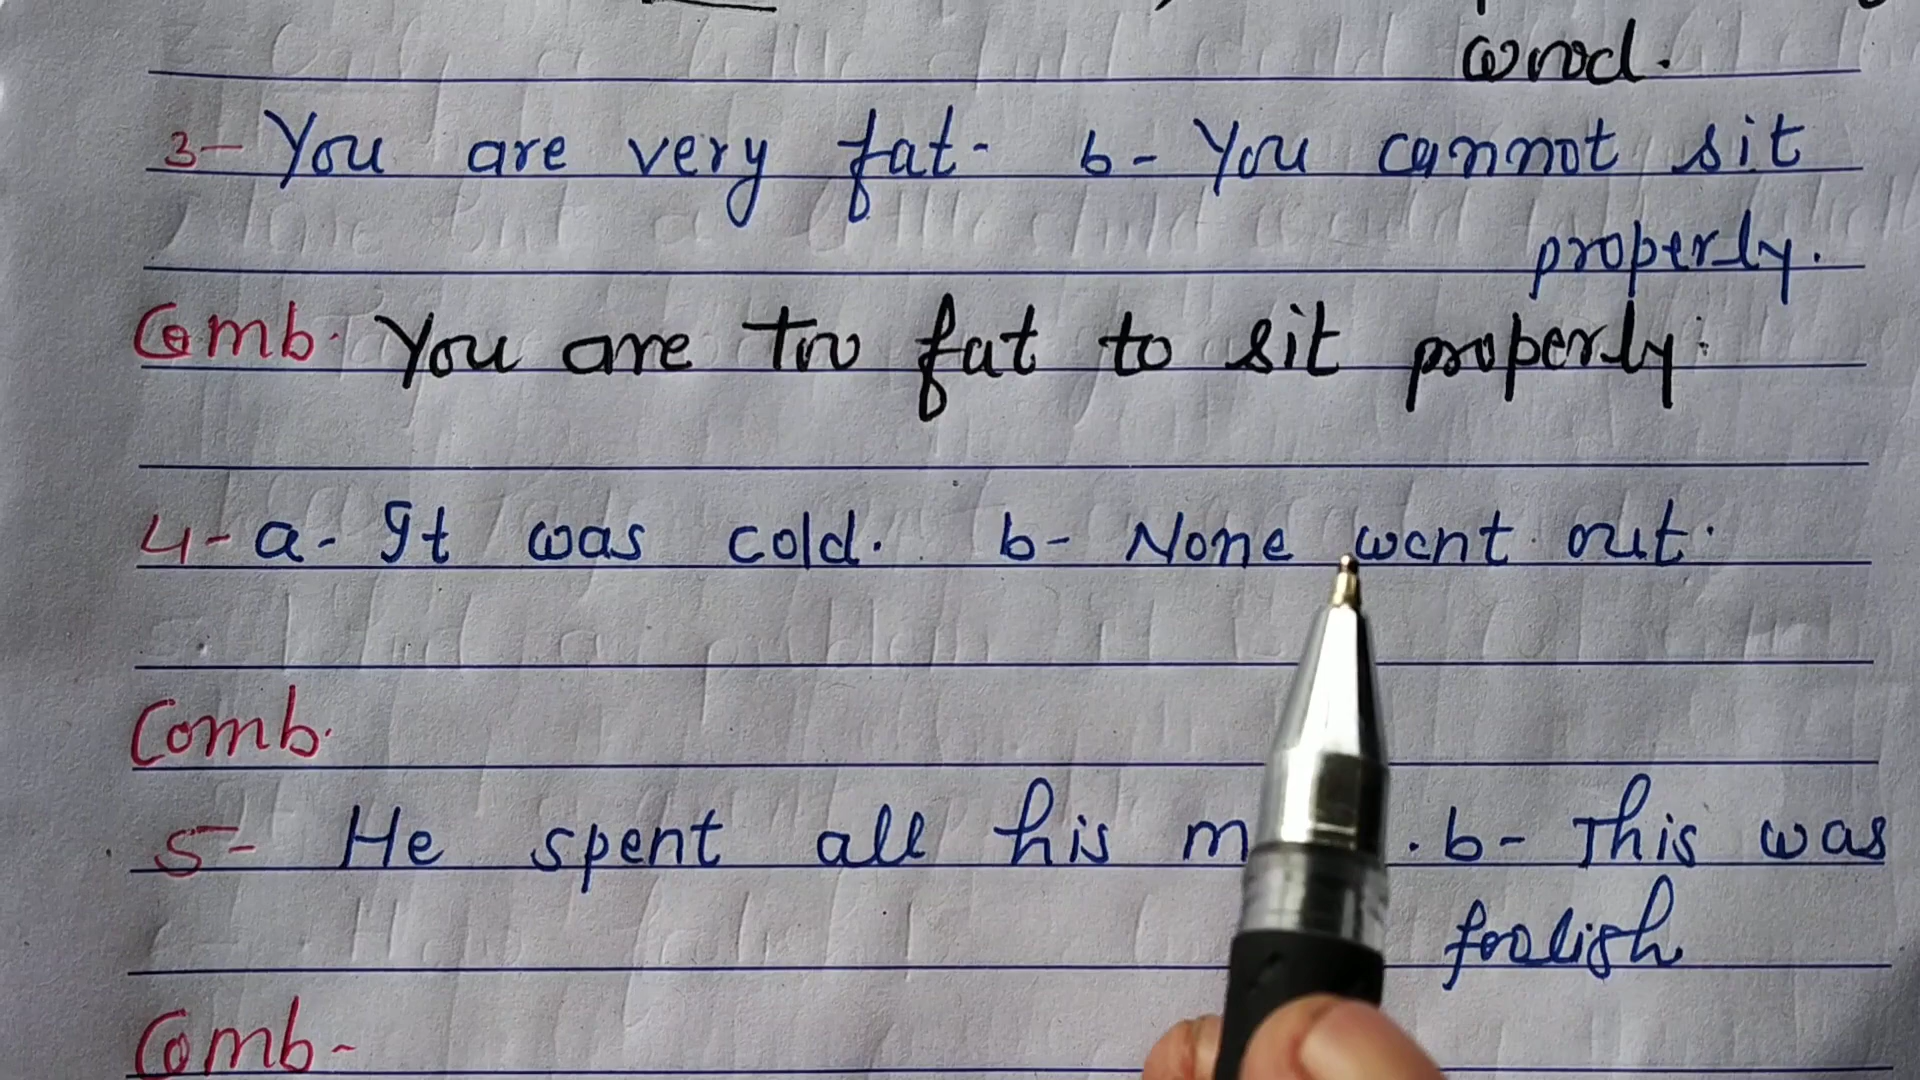 word.
3- You are very fat- b- You cannot sit
properly.
Comb. You are too fat to sit properly.
4- a- It was cold. b- None went out.
Comb.
5- He spent all his m .b- This was
foolish
Comb-